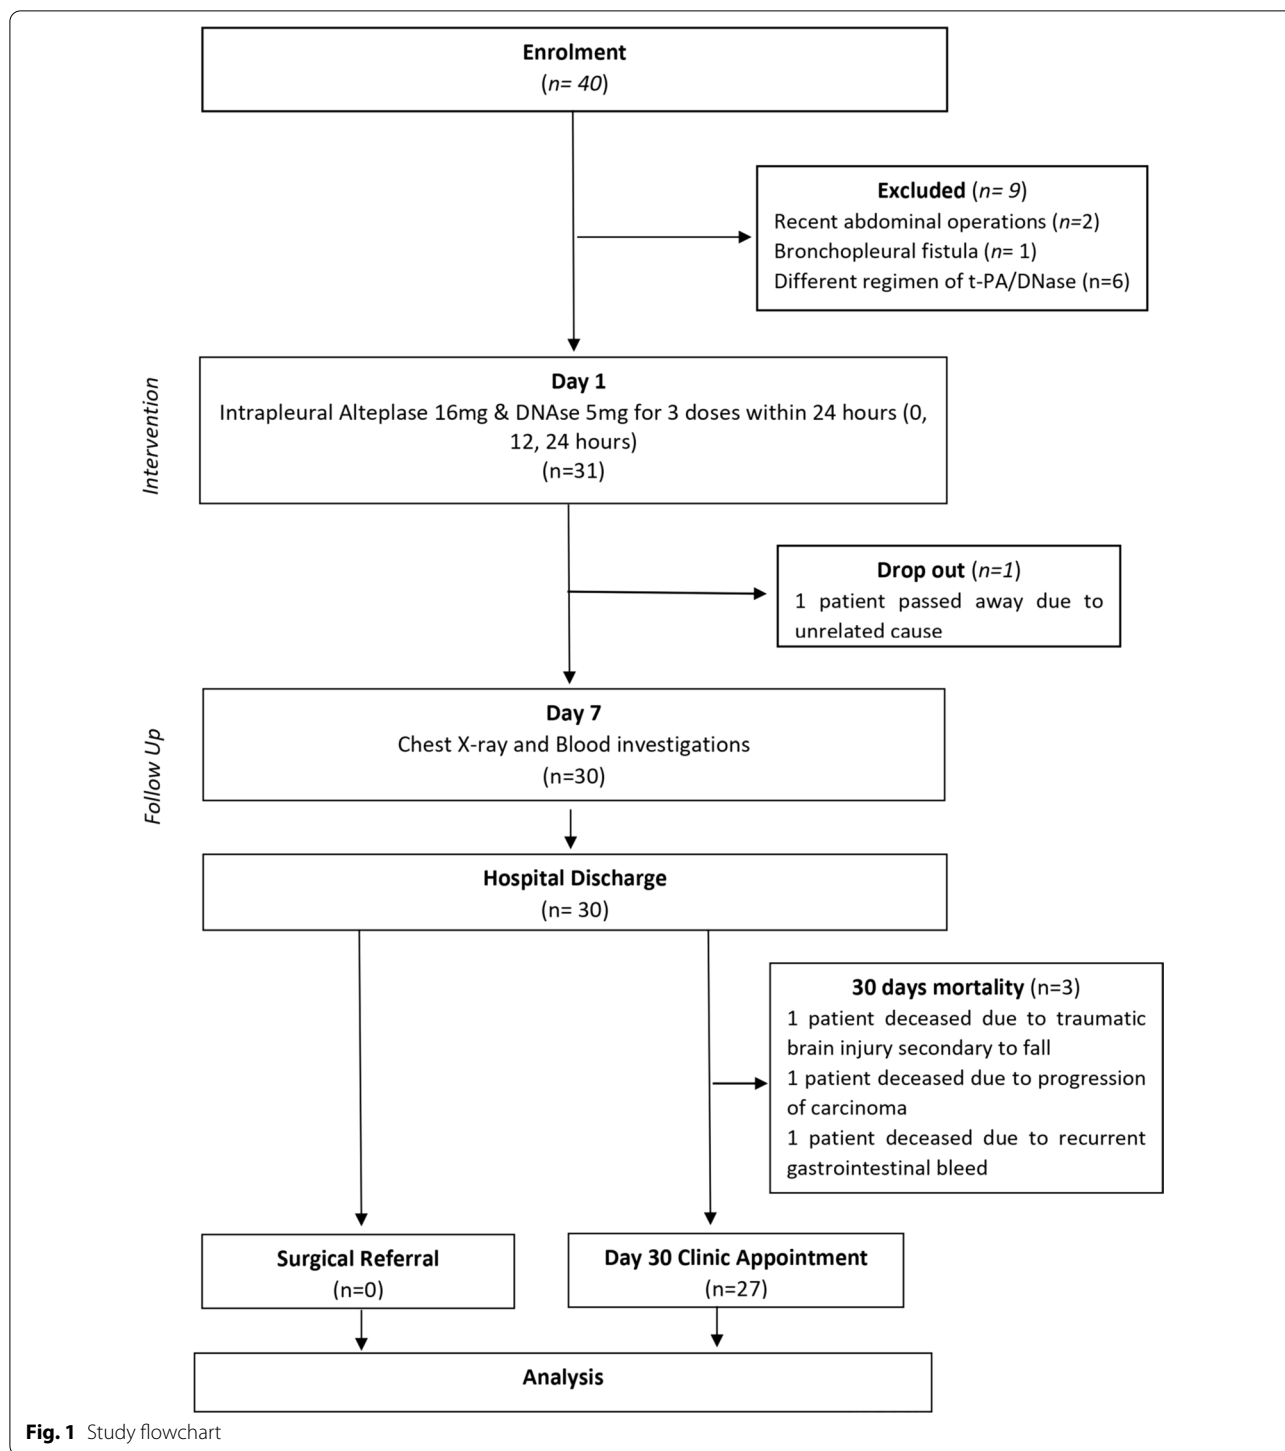 Enrolment
(n= 40)
Excluded (n= 9)
Recent abdominal operations (n=2)
Bronchopleural fistula (n= 1)
Different regimen of t-PA/DNase (n=6)
Intervention
Day 1
Intrapleural Alteplase 16mg & DNAse 5mg for 3 doses within 24 hours (0,
12, 24 hours)
(n=31)
Drop out (n=1)
1 patient passed away due to
unrelated cause
Follow Up
Day 7
Chest X-ray and Blood investigations
(n=30)
Hospital Discharge
(n= 30)
30 days mortality (n=3)
1 patient deceased due to traumatic
brain injury secondary to fall
1 patient deceased due to progression
of carcinoma
1 patient deceased due to recurrent
gastrointestinal bleed
Surgical Referral
(n=0)
Day 30 Clinic Appointment
(n=27)
Analysis
Fig. 1 Study flowchart